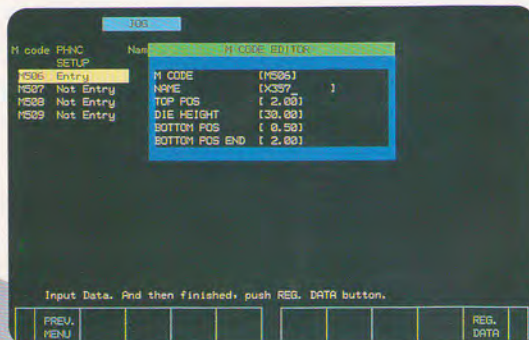 JOG
M code PHNC Nam M CODE EDITOR
SETUP
M506 Entry
M507 Not Entry
M508 Not Entry
M509 Not Entry
M CODE [M506]
NAME [X357_ ]
TOP POS [ 2.00]
DIE HEIGHT [30.00]
BOTTOM POS [ 0.50]
BOTTOM POS END [ 2.00]
Input Data. And then finished, push REG. DATA button.
PREV. MENU
REG. DATA